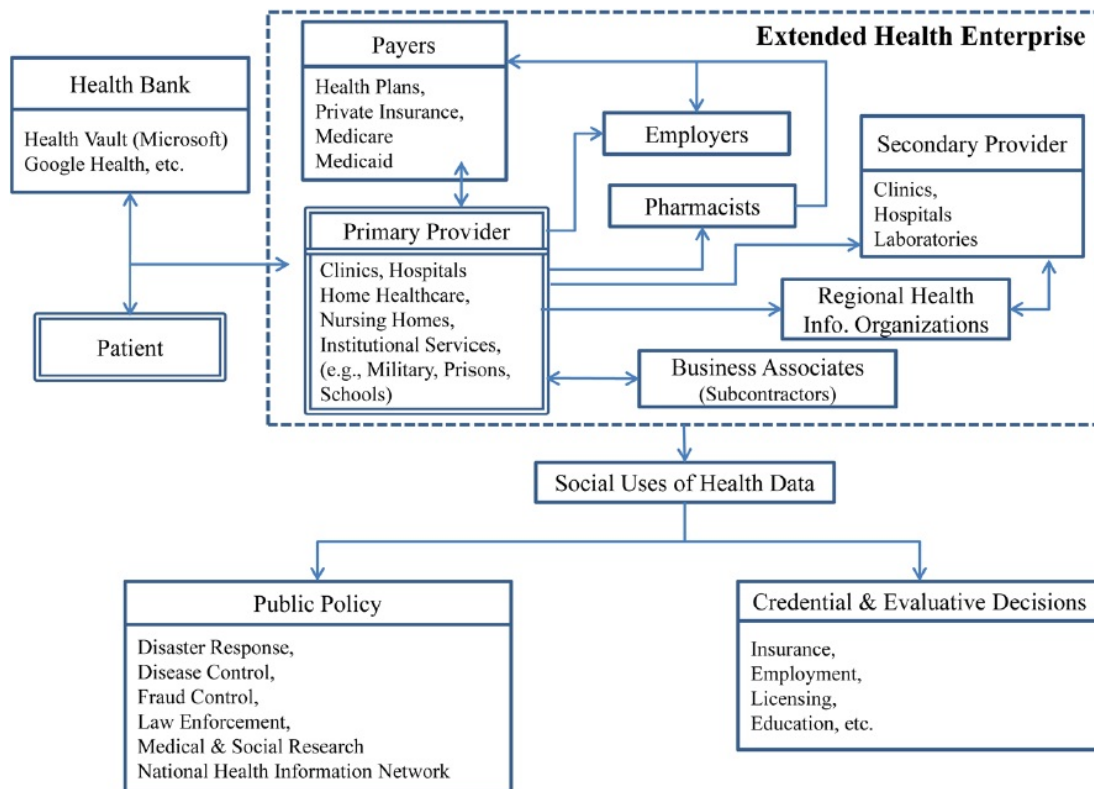 Extended Health Enterprise
Payers
Health Plans,
Private Insurance,
Medicare
Medicaid
Health Bank
Health Vault (Microsoft)
Google Health, etc.
Employers
Secondary Provider
Clinics,
Hospitals
Laboratories
Pharmacists
Primary Provider
Clinics, Hospitals
Home Healthcare,
Nursing Homes,
Institutional Services,
(e.g., Military, Prisons,
Schools)
Regional Health
Info. Organizations
Patient
Business Associates
(Subcontractors)
Social Uses of Health Data
Public Policy
Disaster Response,
Disease Control,
Fraud Control,
Law Enforcement,
Medical & Social Research
National Health Information Network
Credential & Evaluative Decisions
Insurance,
Employment,
Licensing,
Education, etc.